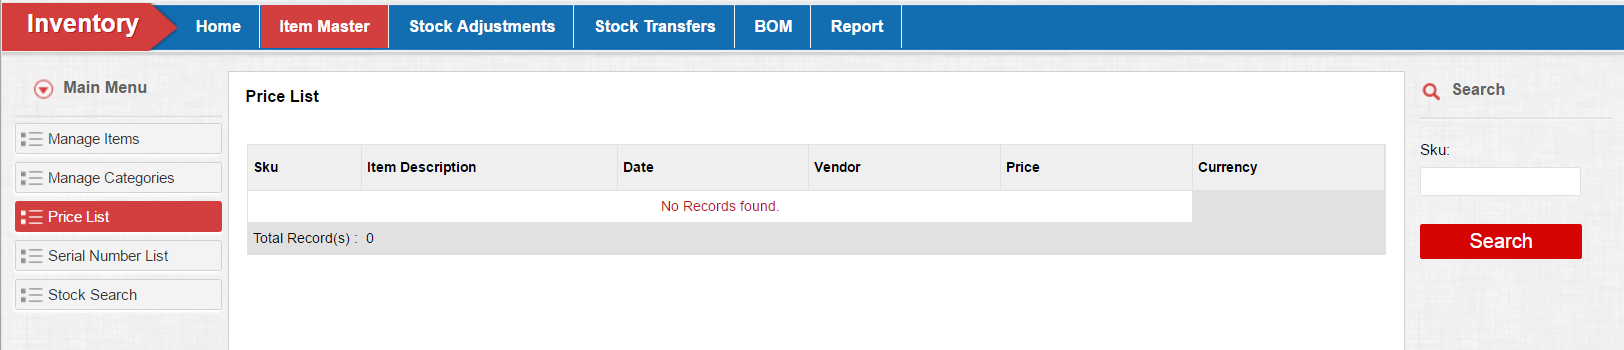 Inventory
Home Item Master Stock Adjustments Stock Transfers BOM Report
Main Menu
Manage Items
Manage Categories
Price List
Serial Number List
Stock Search
Price List
Sku Item Description Date Vendor Price Currency
No Records found.
Total Record(s) : 0
Search
Sku:
Search